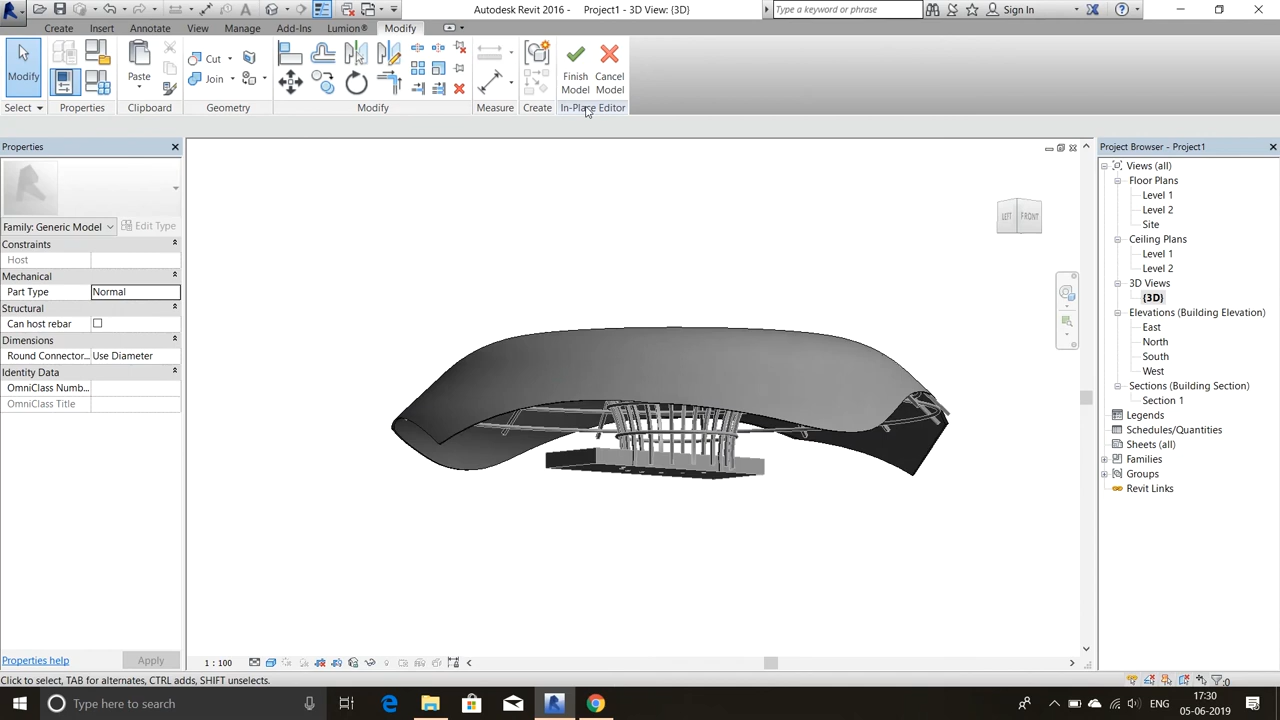 Autodesk Revit 2016 - Project1 - 3D View: {3D}
Type a keyword or phrase
Sign In
Create Insert Annotate View Manage Add-Ins Lumion® Modify
Modify
Paste
Cut
Join
Finish Model
Cancel Model
Select Properties Clipboard Geometry Modify Measure Create In-Place Editor
Properties
Family: Generic Model
Edit Type
Constraints
Host
Mechanical
Part Type Normal
Structural
Can host rebar
Dimensions
Round Connector... Use Diameter
Identity Data
OmniClass Numb...
OmniClass Title
Properties help
Apply
LEFT FRONT
Project Browser - Project1
Views (all)
Floor Plans
Level 1
Level 2
Site
Ceiling Plans
Level 1
Level 2
3D Views
{3D}
Elevations (Building Elevation)
East
North
South
West
Sections (Building Section)
Section 1
Legends
Schedules/Quantities
Sheets (all)
Families
Groups
Revit Links
1 : 100
Click to select, TAB for alternates, CTRL adds, SHIFT unselects.
:0
Type here to search
ENG
17:30
05-06-2019